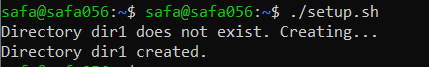 safa@safa056:~$ safa@safa056:~$ ./setup.sh
Directory dir1 does not exist. Creating...
Directory dir1 created.